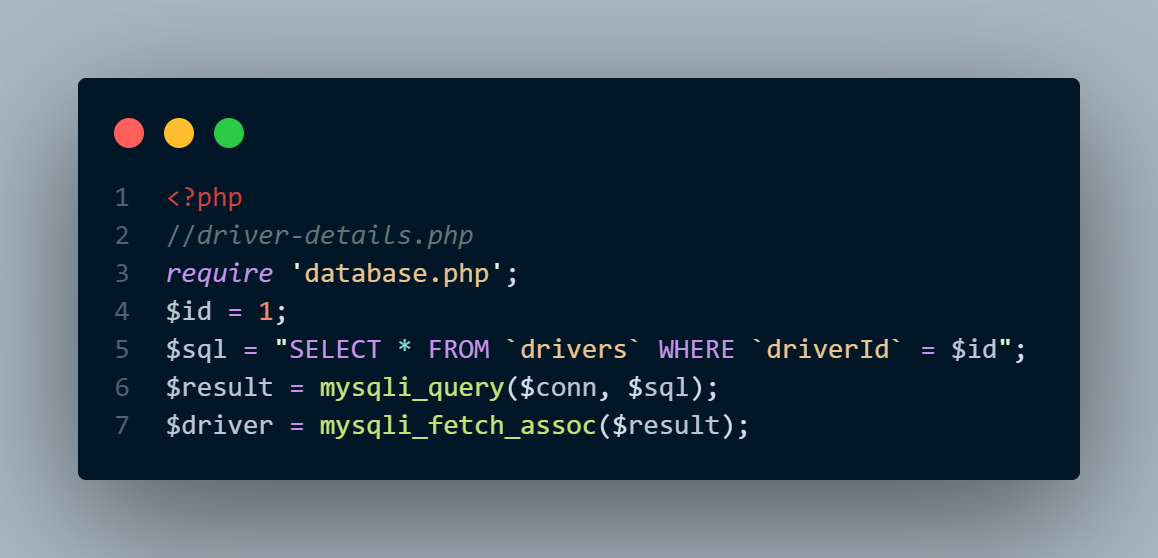 1 <?php
2 //driver-details.php
3 require 'database.php';
4 $id = 1;
5 $sql = "SELECT * FROM `drivers` WHERE `driverId` = $id";
6 $result = mysqli_query($conn, $sql);
7 $driver = mysqli_fetch_assoc($result);